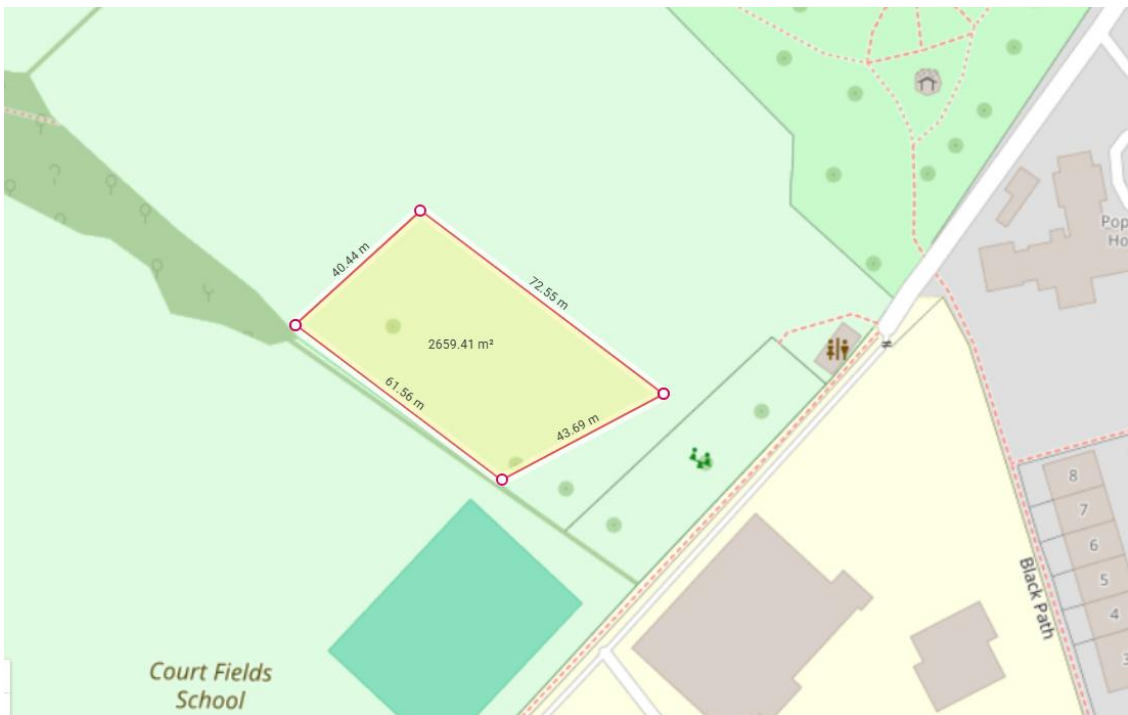 40.44 m
72.55 m
2659.41 m²
61.56 m
43.69 m
8
7
6
5
4
3
Black Path
Court Fields
School